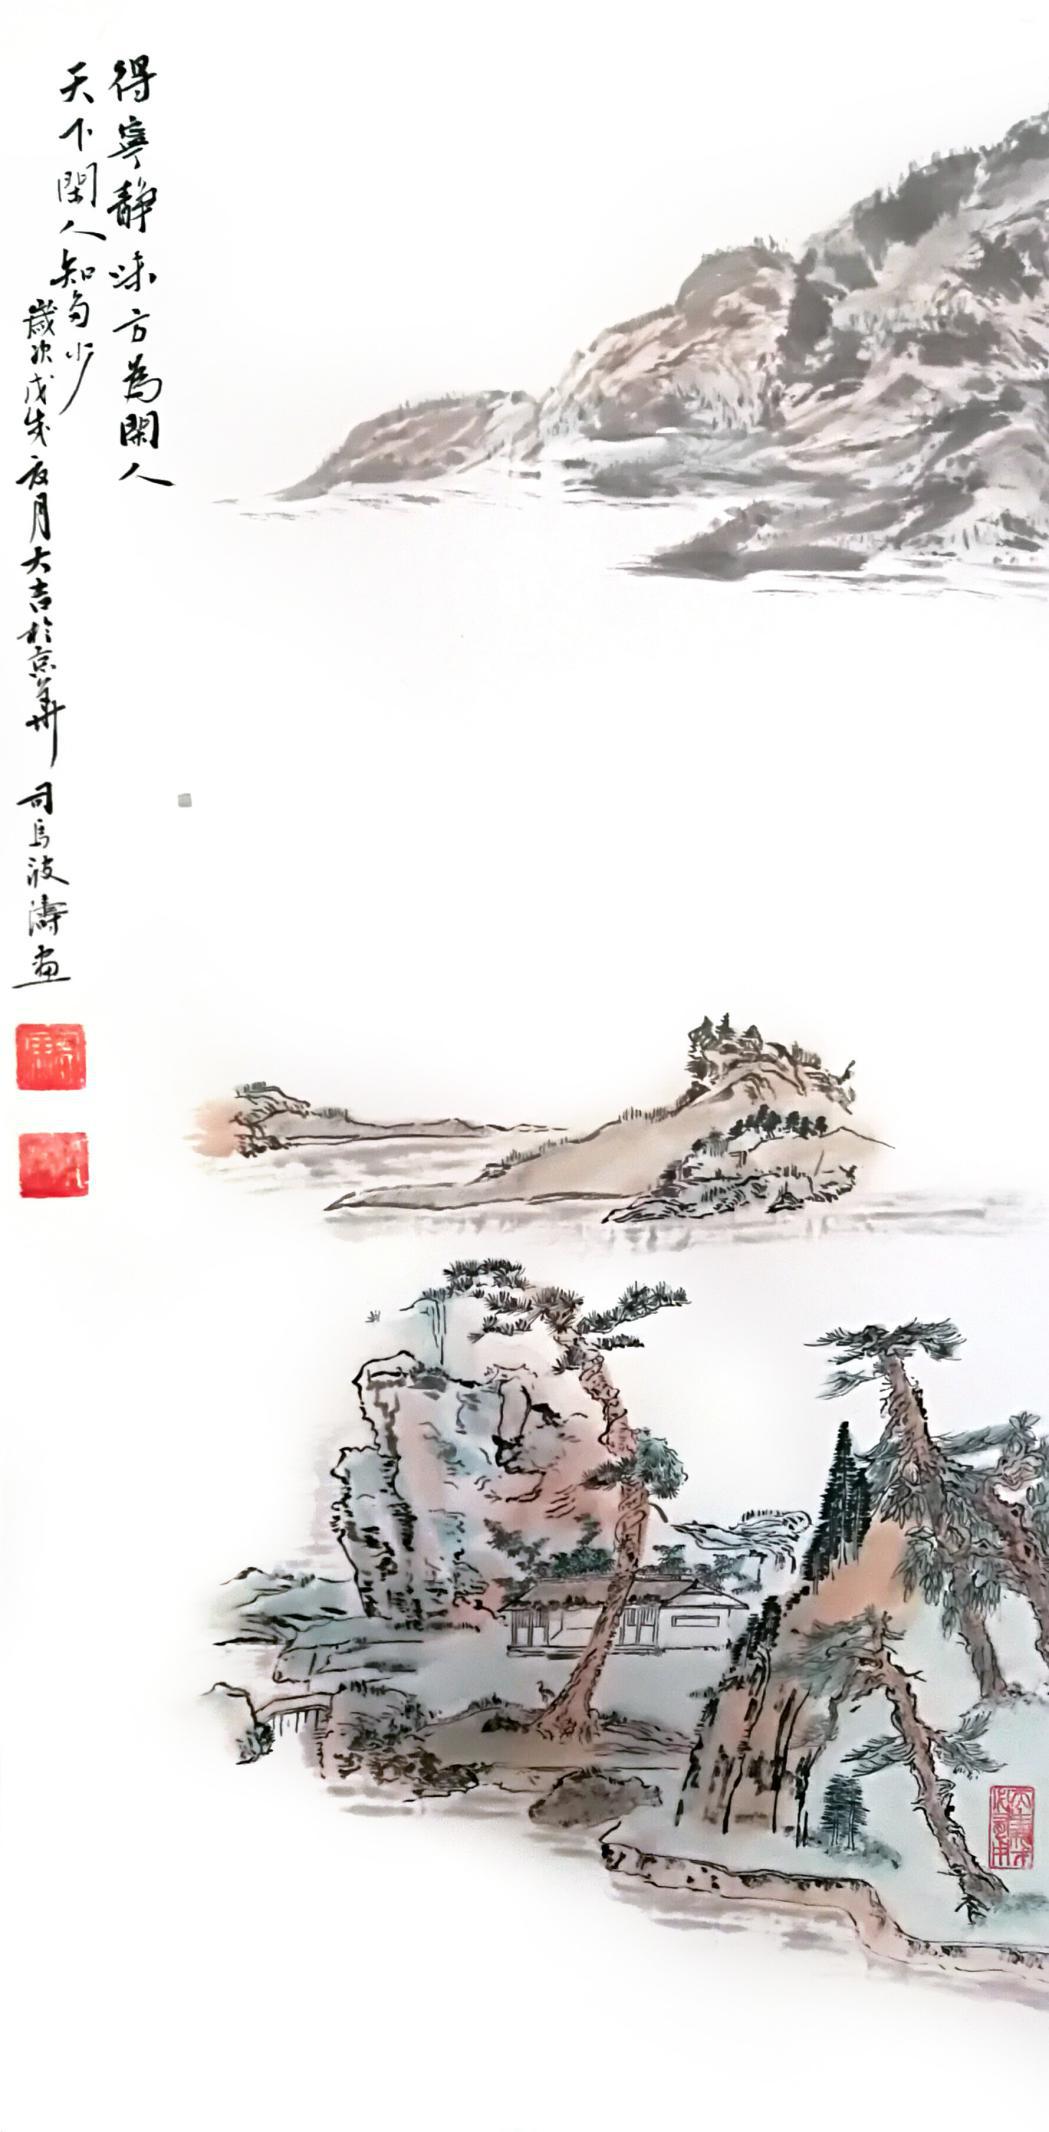 得寧靜味方為閑人
天下閑人知多少
歲次戊戌夜月大吉於京華
司馬波濤畫